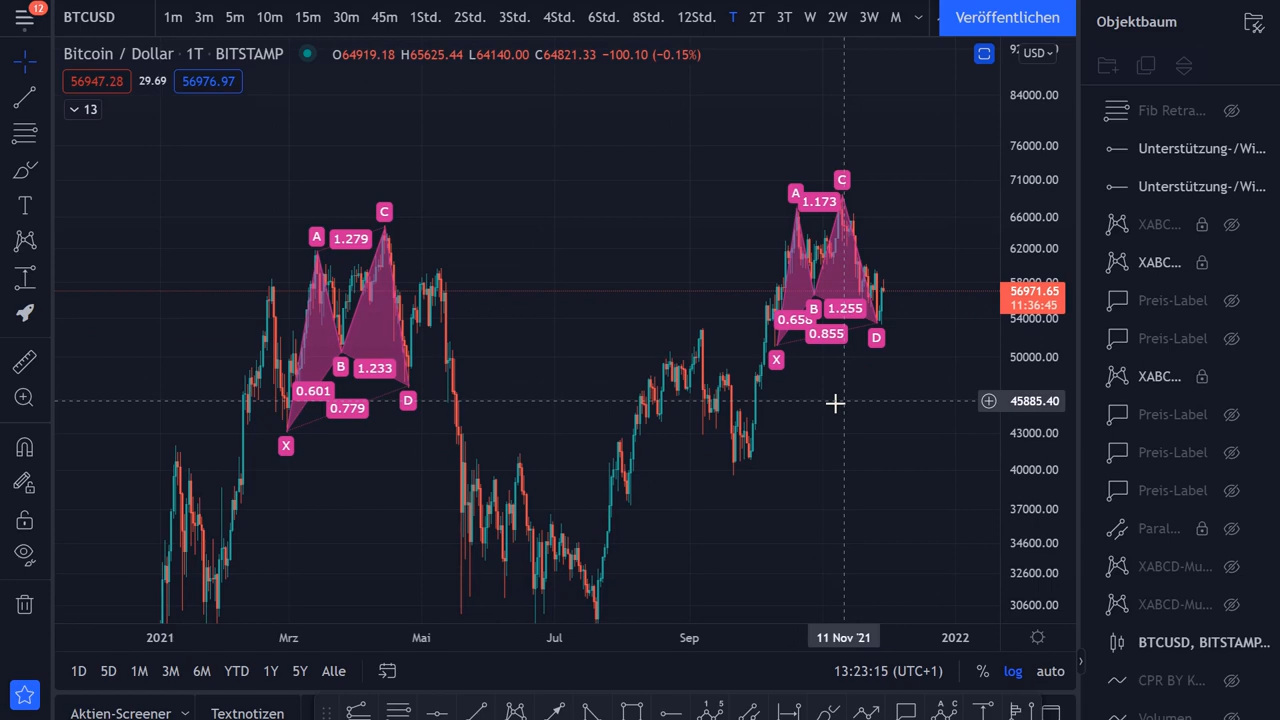 12
BTCUSD 1m 3m 5m 10m 15m 30m 45m 1Std. 2Std. 3Std. 4Std. 6Std. 8Std. 12Std. T 2T 3T W 2W 3W M Veröffentlichen
Objektbaum
Bitcoin / Dollar · 1T · BITSTAMP O64919.18 H65625.44 L64140.00 C64821.33 −100.10 (−0.15%)
USD
56947.28 29.69 56976.97
13
84000.00
76000.00
71000.00
66000.00
62000.00
58000.00
56971.65
11:36:45
54000.00
50000.00
45885.40
43000.00
40000.00
37000.00
34600.00
32600.00
30600.00
A 1.279 C
B 1.233
0.601
0.779 D
X
A 1.173 C
B 1.255
0.855 D
X
2021 Mrz Mai Jul Sep 11 Nov '21 2022
1D 5D 1M 3M 6M YTD 1Y 5Y Alle 13:23:15 (UTC+1) % log auto
Aktien-Screener Textnotizen
Fib Retra...
Unterstützung-/Wi...
Unterstützung-/Wi...
XABC...
XABC...
Preis-Label
Preis-Label
XABC...
Preis-Label
Preis-Label
Preis-Label
Paral...
XABCD-Mu...
XABCD-Mu...
BTCUSD, BITSTAMP...
CPR BY K...